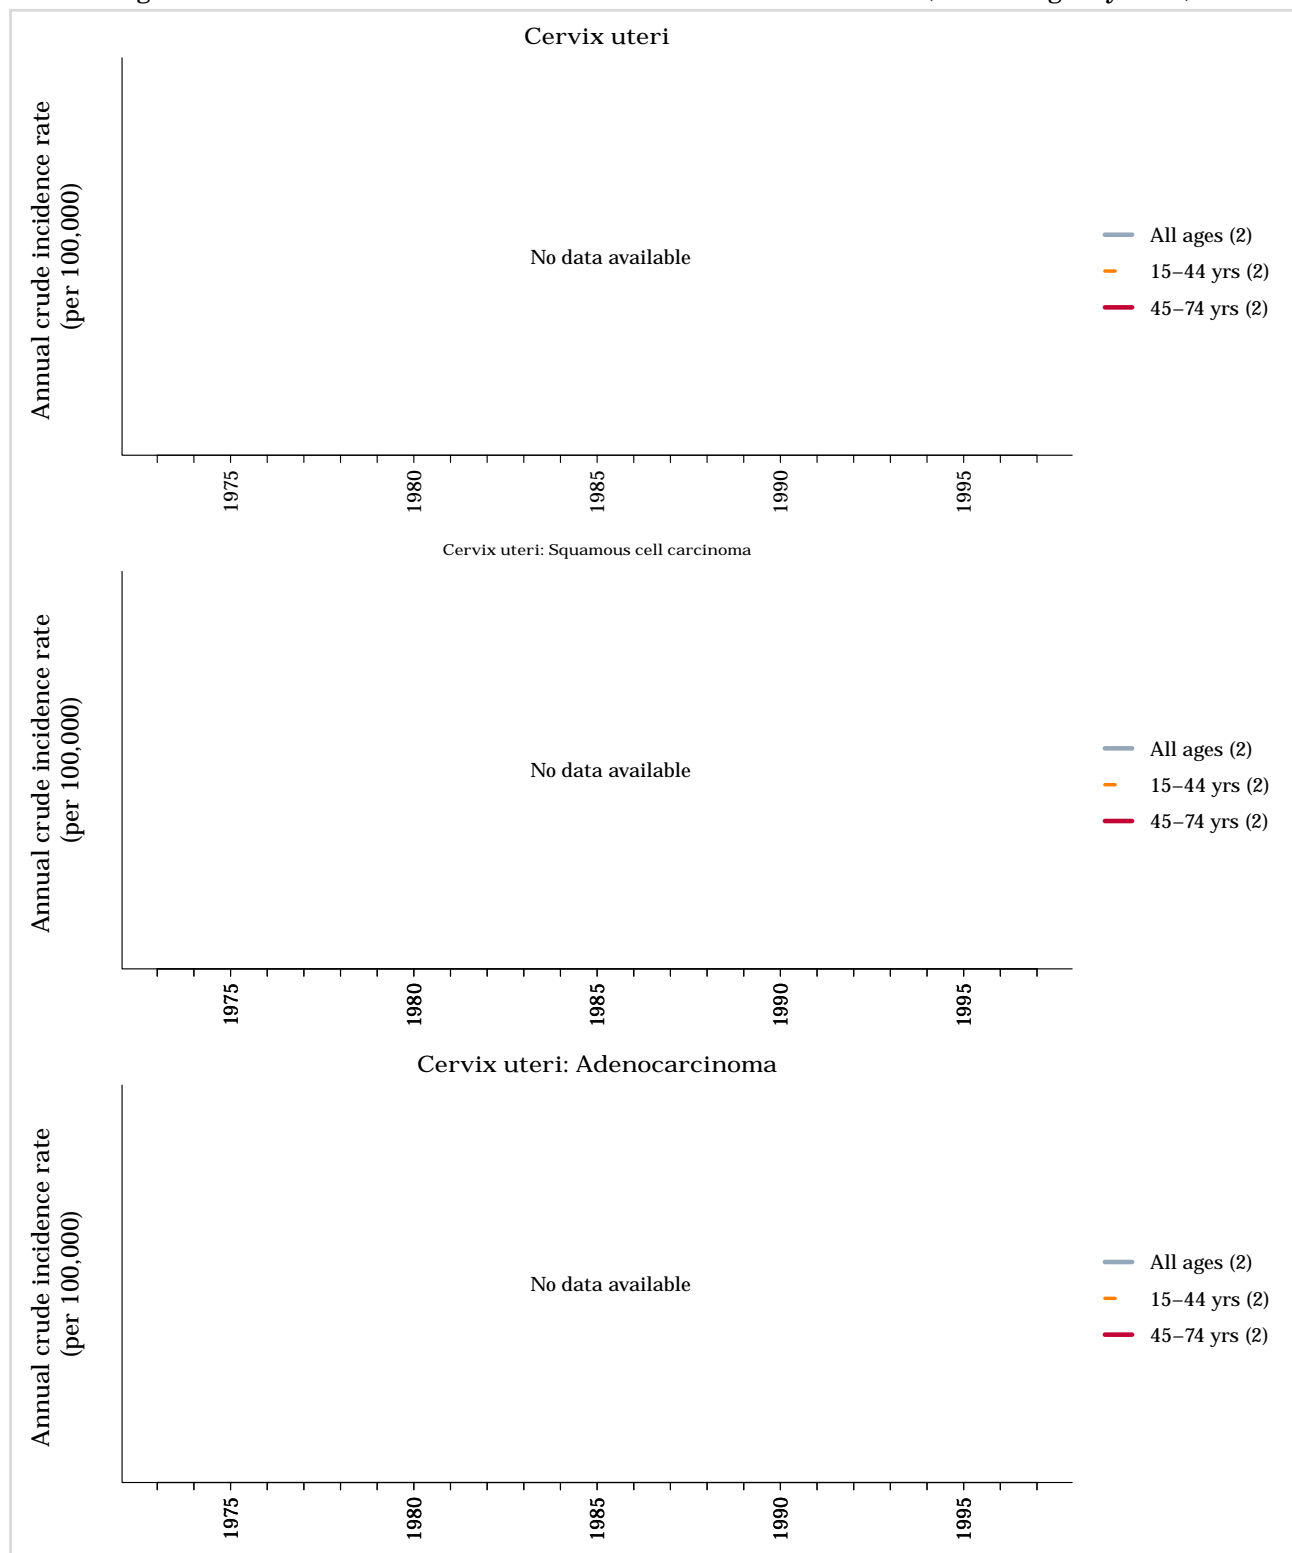 Cervix uteri
Annual crude incidence rate
(per 100,000)
No data available
All ages (2)
15–44 yrs (2)
45–74 yrs (2)
1975
1980
1985
1990
1995
Cervix uteri: Squamous cell carcinoma
Annual crude incidence rate
(per 100,000)
No data available
All ages (2)
15–44 yrs (2)
45–74 yrs (2)
1975
1980
1985
1990
1995
Cervix uteri: Adenocarcinoma
Annual crude incidence rate
(per 100,000)
No data available
All ages (2)
15–44 yrs (2)
45–74 yrs (2)
1975
1980
1985
1990
1995